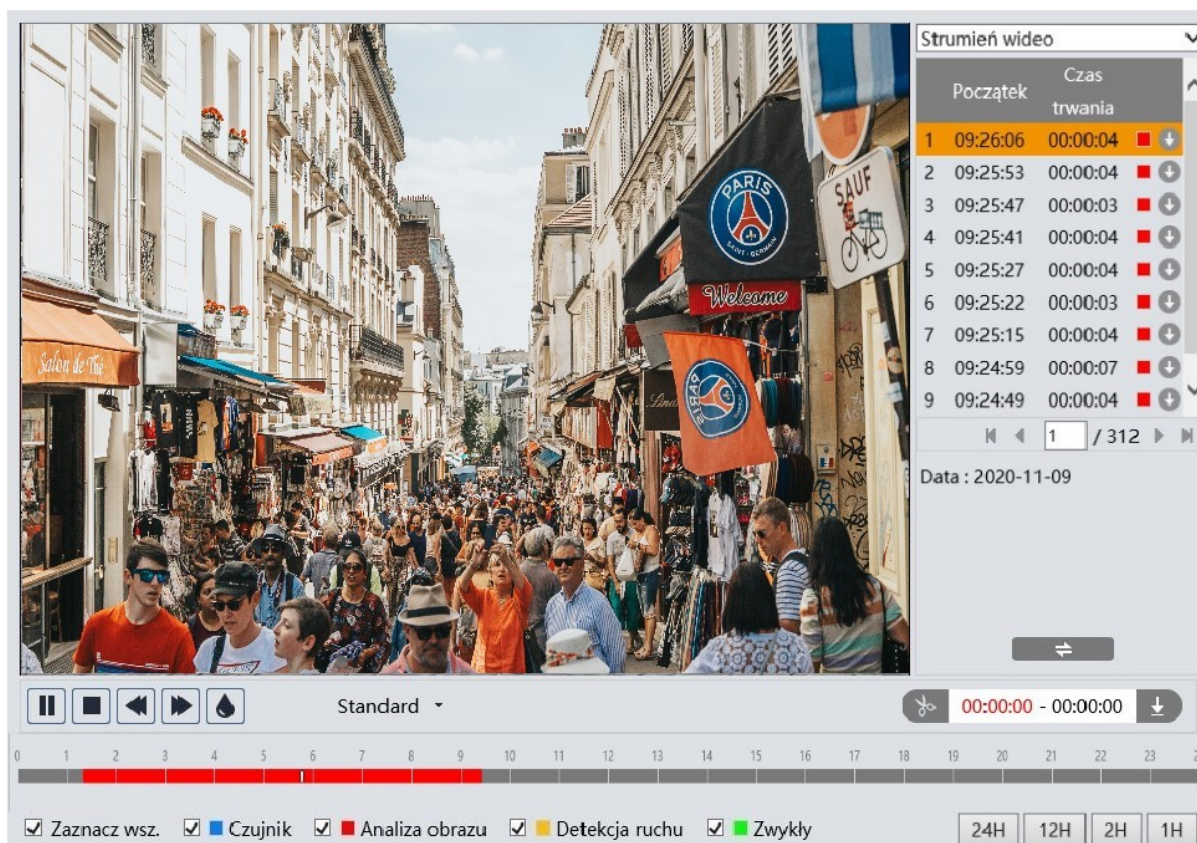 Strumień wideo
Początek
Czas
trwania
1 09:26:06 00:00:04
2 09:25:53 00:00:04
3 09:25:47 00:00:03
4 09:25:41 00:00:04
5 09:25:27 00:00:04
6 09:25:22 00:00:03
7 09:25:15 00:00:04
8 09:24:59 00:00:07
9 09:24:49 00:00:04
1 / 312
Data : 2020-11-09
SAUF
PARIS
SAINT-GERMAIN
Welcome
Salon de Thé
PARIS
Standard
00:00:00 - 00:00:00
0 1 2 3 4 5 6 7 8 9 10 11 12 13 14 15 16 17 18 19 20 21 22 23
Zaznacz wsz. Czujnik Analiza obrazu Detekcja ruchu Zwykły
24H 12H 2H 1H